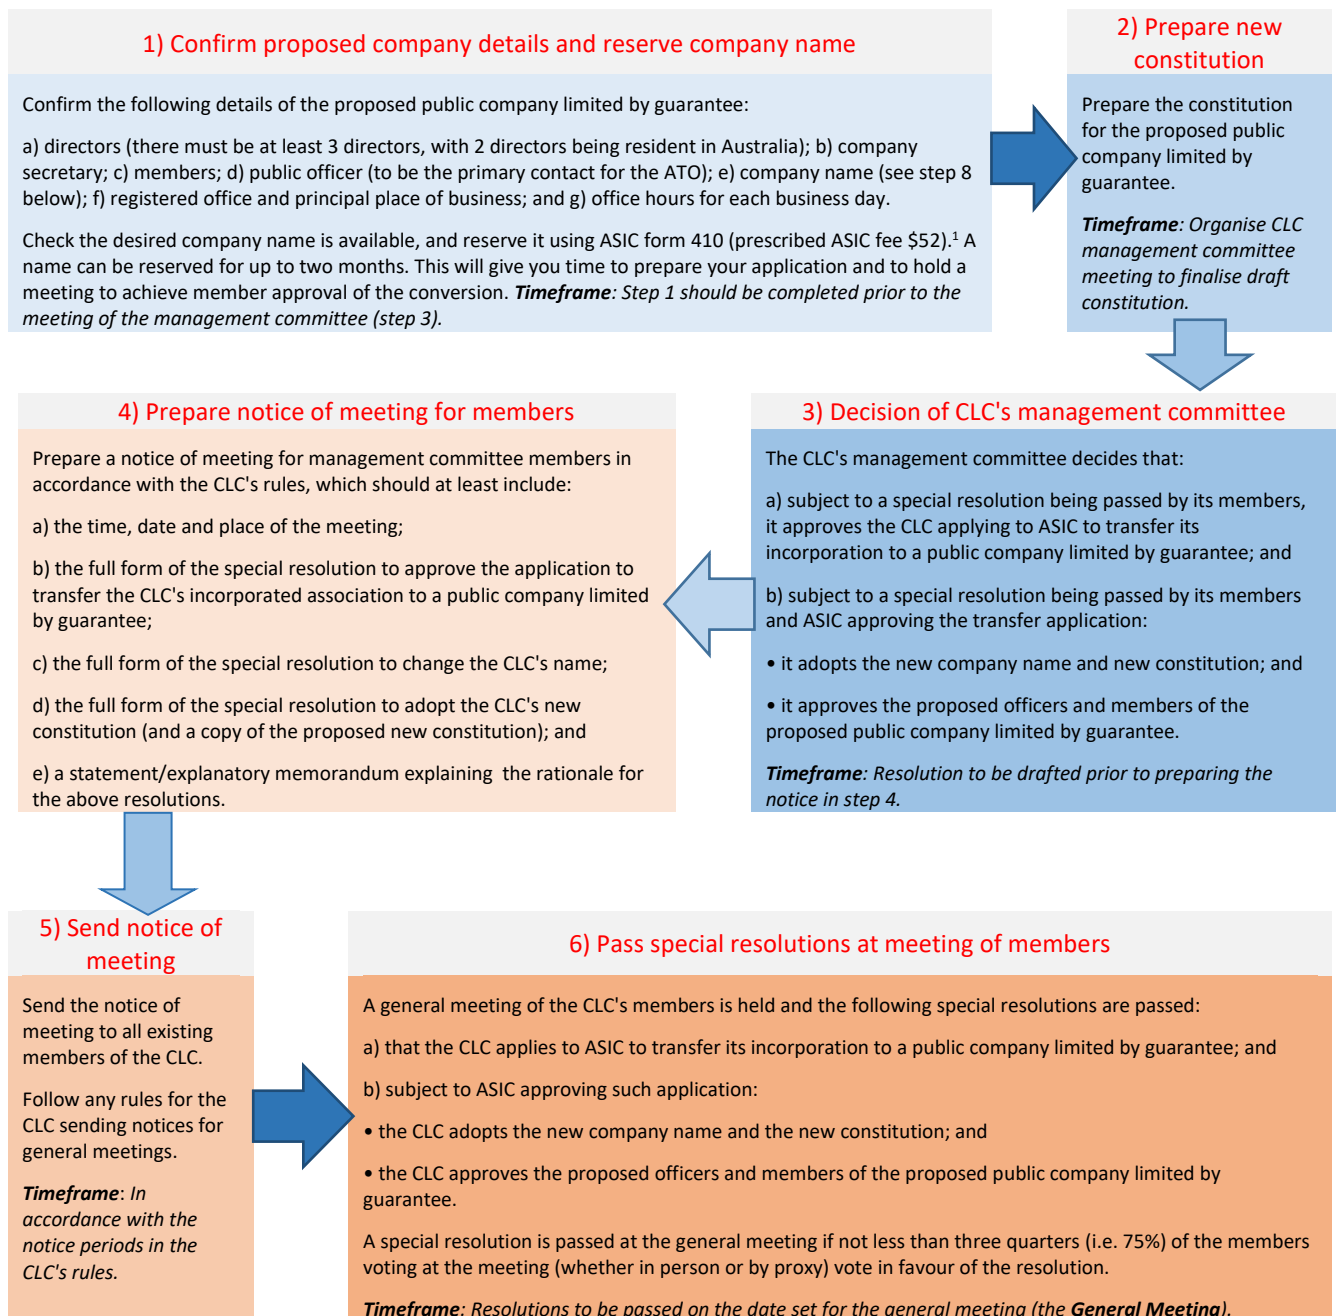 1) Confirm proposed company details and reserve company name
Confirm the following details of the proposed public company limited by guarantee:
a) directors (there must be at least 3 directors, with 2 directors being resident in Australia); b) company
secretary; c) members; d) public officer (to be the primary contact for the ATO); e) company name (see step 8
below); f) registered office and principal place of business; and g) office hours for each business day.
Check the desired company name is available, and reserve it using ASIC form 410 (prescribed ASIC fee $52).¹ A
name can be reserved for up to two months. This will give you time to prepare your application and to hold a
meeting to achieve member approval of the conversion. Timeframe: Step 1 should be completed prior to the
meeting of the management committee (step 3).
2) Prepare new
constitution
Prepare the constitution
for the proposed public
company limited by
guarantee.
Timeframe: Organise CLC
management committee
meeting to finalise draft
constitution.
3) Decision of CLC's management committee
The CLC's management committee decides that:
a) subject to a special resolution being passed by its members,
it approves the CLC applying to ASIC to transfer its
incorporation to a public company limited by guarantee; and
b) subject to a special resolution being passed by its members
and ASIC approving the transfer application:
• it adopts the new company name and new constitution; and
• it approves the proposed officers and members of the
proposed public company limited by guarantee.
Timeframe: Resolution to be drafted prior to preparing the
notice in step 4.
4) Prepare notice of meeting for members
Prepare a notice of meeting for management committee members in
accordance with the CLC's rules, which should at least include:
a) the time, date and place of the meeting;
b) the full form of the special resolution to approve the application to
transfer the CLC's incorporated association to a public company limited
by guarantee;
c) the full form of the special resolution to change the CLC's name;
d) the full form of the special resolution to adopt the CLC's new
constitution (and a copy of the proposed new constitution); and
e) a statement/explanatory memorandum explaining the rationale for
the above resolutions.
5) Send notice of
meeting
Send the notice of
meeting to all existing
members of the CLC.
Follow any rules for the
CLC sending notices for
general meetings.
Timeframe: In
accordance with the
notice periods in the
CLC's rules.
6) Pass special resolutions at meeting of members
A general meeting of the CLC's members is held and the following special resolutions are passed:
a) that the CLC applies to ASIC to transfer its incorporation to a public company limited by guarantee; and
b) subject to ASIC approving such application:
• the CLC adopts the new company name and the new constitution; and
• the CLC approves the proposed officers and members of the proposed public company limited by
guarantee.
A special resolution is passed at the general meeting if not less than three quarters (i.e. 75%) of the members
voting at the meeting (whether in person or by proxy) vote in favour of the resolution.
Timeframe: Resolutions to be passed on the date set for the general meeting (the General Meeting).